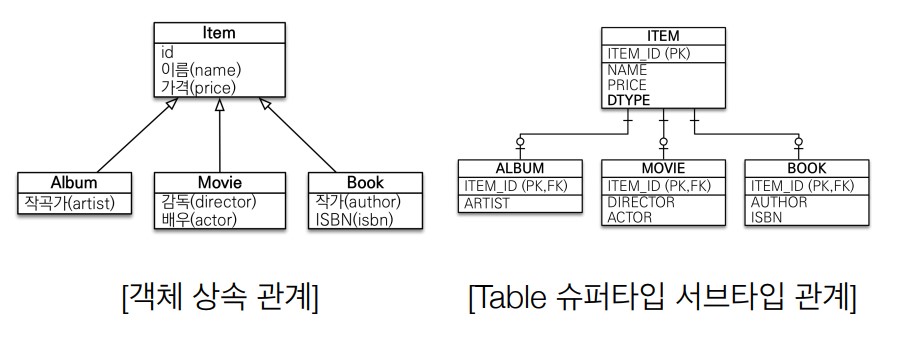 Item
id
이름(name)
가격(price)
Album
작곡가(artist)
Movie
감독(director)
배우(actor)
Book
작가(author)
ISBN(isbn)
[객체 상속 관계]
ITEM
ITEM_ID (PK)
NAME
PRICE
DTYPE
ALBUM
ITEM_ID (PK,FK)
ARTIST
MOVIE
ITEM_ID (PK,FK)
DIRECTOR
ACTOR
BOOK
ITEM_ID (PK,FK)
AUTHOR
ISBN
[Table 슈퍼타입 서브타입 관계]